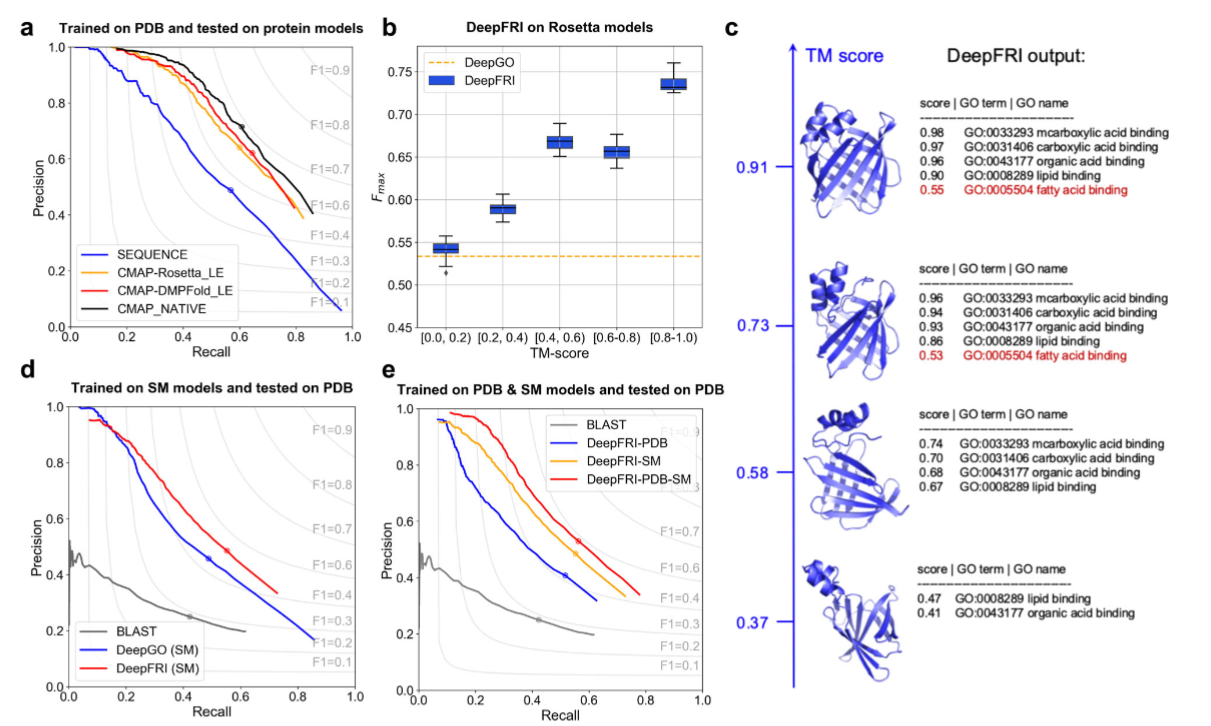 a
Trained on PDB and tested on protein models
1.0
0.8
0.6
0.4
0.2
0.0
Precision
0.0
0.2
0.4
0.6
0.8
1.0
Recall
F1=0.9
F1=0.8
F1=0.7
F1=0.6
F1=0.4
F1=0.3
F1=0.2
F1=0.1
SEQUENCE
CMAP-Rosetta_LE
CMAP-DMPFold_LE
CMAP_NATIVE
b
DeepFRI on Rosetta models
DeepGO
DeepFRI
0.75
0.70
0.65
0.60
0.55
0.50
0.45
Fmax
[0.0, 0.2)
[0.2, 0.4)
[0.4, 0.6)
[0.6-0.8)
[0.8-1.0)
TM-score
c
TM score
DeepFRI output:
0.91
score | GO term | GO name
0.98 GO:0033293 mcarboxylic acid binding
0.97 GO:0031406 carboxylic acid binding
0.96 GO:0043177 organic acid binding
0.90 GO:0008289 lipid binding
0.55 GO:0005504 fatty acid binding
0.73
score | GO term | GO name
0.96 GO:0033293 mcarboxylic acid binding
0.94 GO:0031406 carboxylic acid binding
0.93 GO:0043177 organic acid binding
0.86 GO:0008289 lipid binding
0.53 GO:0005504 fatty acid binding
0.58
score | GO term | GO name
0.74 GO:0033293 mcarboxylic acid binding
0.70 GO:0031406 carboxylic acid binding
0.68 GO:0043177 organic acid binding
0.67 GO:0008289 lipid binding
0.37
score | GO term | GO name
0.47 GO:0008289 lipid binding
0.41 GO:0043177 organic acid binding
d
Trained on SM models and tested on PDB
1.0
0.8
0.6
0.4
0.2
0.0
Precision
0.0
0.2
0.4
0.6
0.8
1.0
Recall
F1=0.9
F1=0.8
F1=0.7
F1=0.6
F1=0.4
F1=0.3
F1=0.2
F1=0.1
BLAST
DeepGO (SM)
DeepFRI (SM)
e
Trained on PDB & SM models and tested on PDB
1.0
0.8
0.6
0.4
0.2
0.0
Precision
0.0
0.2
0.4
0.6
0.8
1.0
Recall
BLAST
DeepFRI-PDB
DeepFRI-SM
DeepFRI-PDB-SM
F1=0.7
F1=0.6
F1=0.4
F1=0.3
F1=0.2
F1=0.1